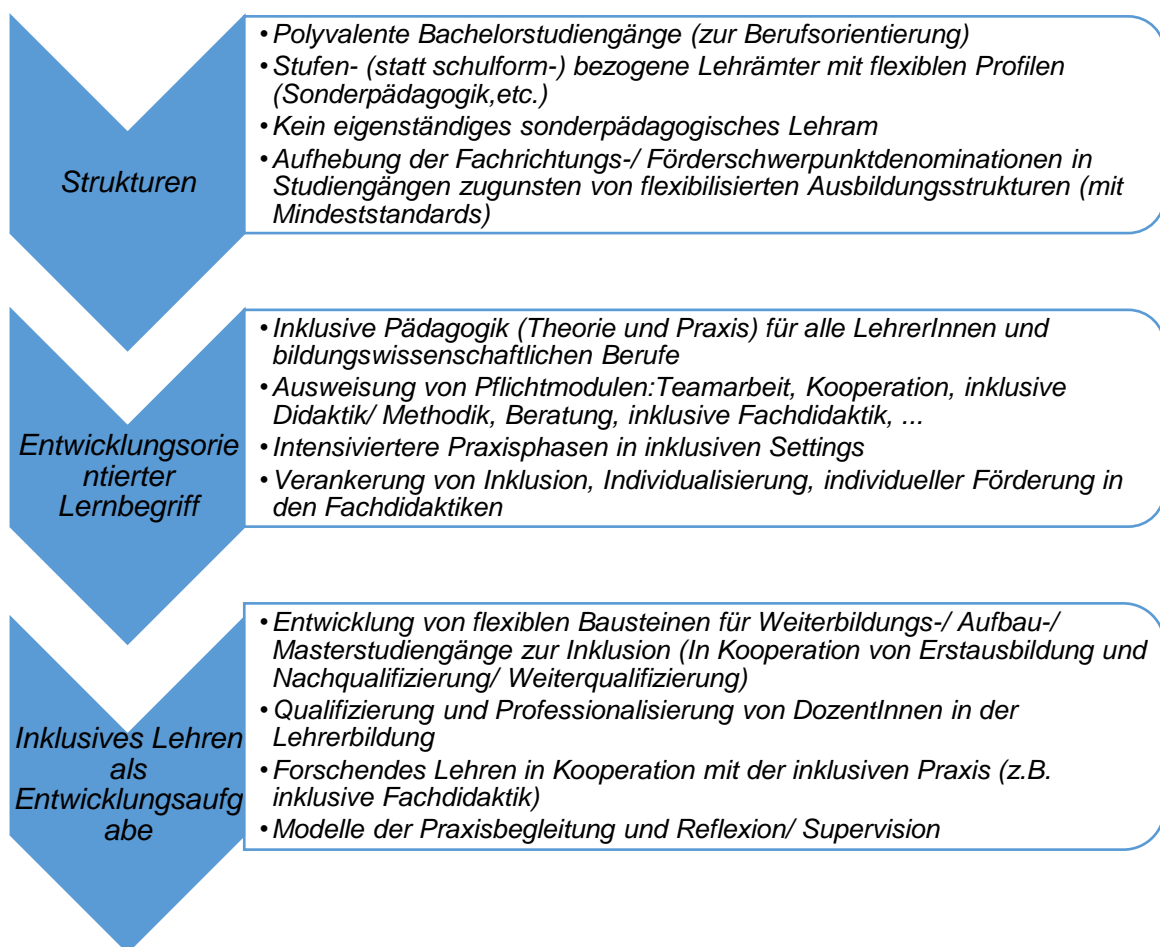 Strukturen
• Polyvalente Bachelorstudiengänge (zur Berufsorientierung)
• Stufen- (statt schulform-) bezogene Lehrämter mit flexiblen Profilen
(Sonderpädagogik,etc.)
• Kein eigenständiges sonderpädagogisches Lehram
• Aufhebung der Fachrichtungs-/ Förderschwerpunktdenominationen in
Studiengängen zugunsten von flexibilisierten Ausbildungsstrukturen (mit
Mindeststandards)
Entwicklungsorie
ntierter
Lernbegriff
• Inklusive Pädagogik (Theorie und Praxis) für alle LehrerInnen und
bildungswissenschaftlichen Berufe
• Ausweisung von Pflichtmodulen:Teamarbeit, Kooperation, inklusive
Didaktik/ Methodik, Beratung, inklusive Fachdidaktik, ...
• Intensiviertere Praxisphasen in inklusiven Settings
• Verankerung von Inklusion, Individualisierung, individueller Förderung in
den Fachdidaktiken
Inklusives Lehren
als
Entwicklungsaufg
abe
• Entwicklung von flexiblen Bausteinen für Weiterbildungs-/ Aufbau-/
Masterstudiengänge zur Inklusion (In Kooperation von Erstausbildung und
Nachqualifizierung/ Weiterqualifizierung)
• Qualifizierung und Professionalisierung von DozentInnen in der
Lehrerbildung
• Forschendes Lehren in Kooperation mit der inklusiven Praxis (z.B.
inklusive Fachdidaktik)
• Modelle der Praxisbegleitung und Reflexion/ Supervision